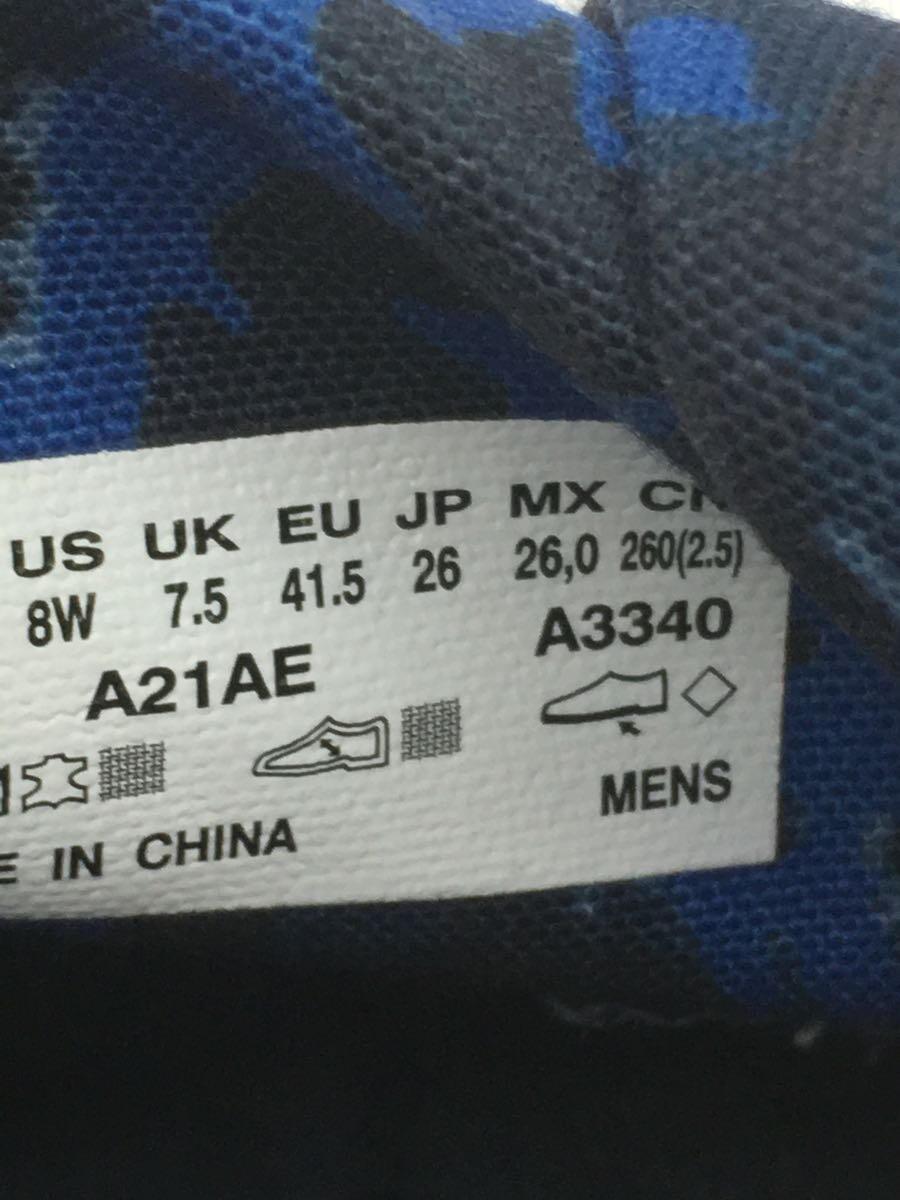 US UK EU JP MX
8W 7.5 41.5 26 26,0 260(2.5)
A21AE A3340
IN CHINA MENS